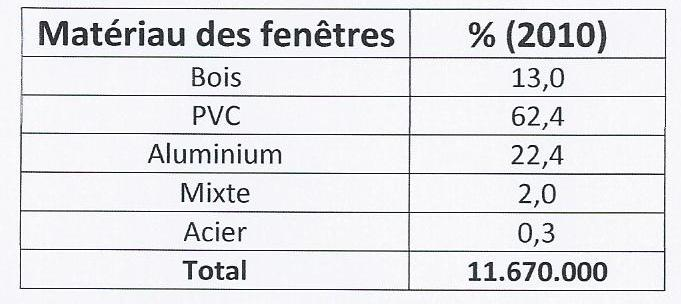 Matériau des fenêtres % (2010)
Bois 13,0
PVC 62,4
Aluminium 22,4
Mixte 2,0
Acier 0,3
Total 11.670.000